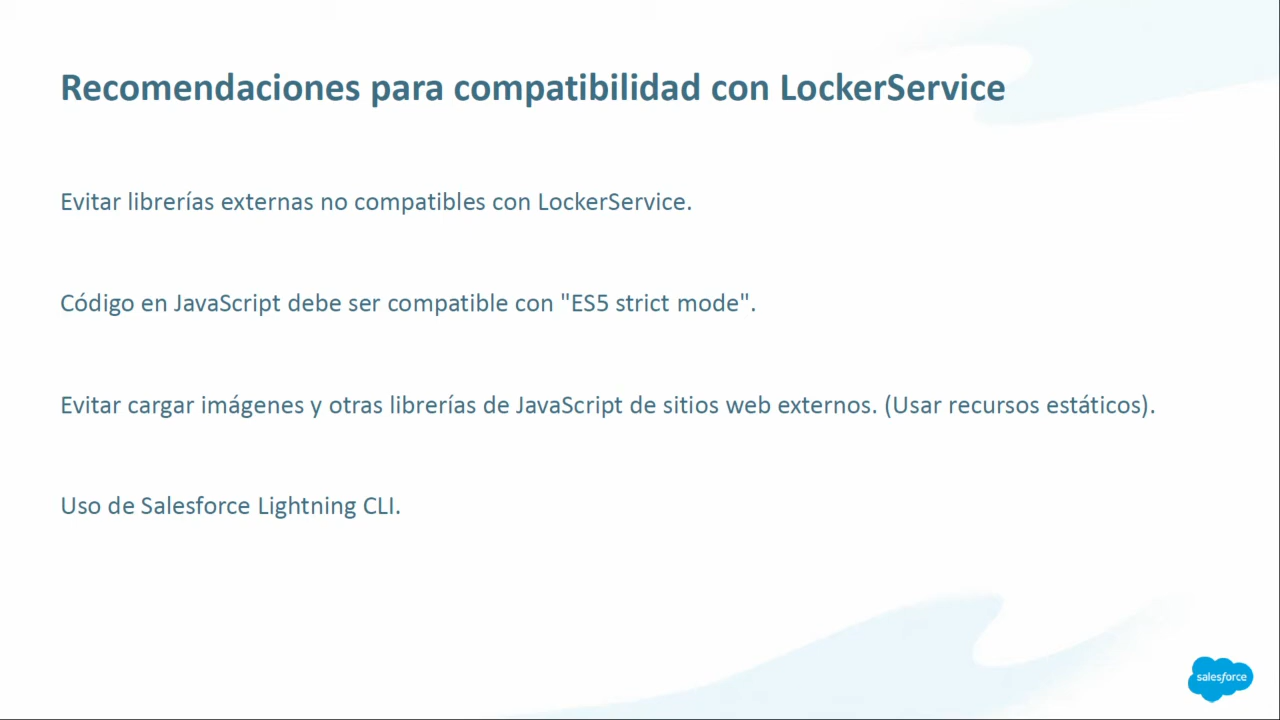 Recomendaciones para compatibilidad con LockerService
Evitar librerías externas no compatibles con LockerService.
Código en JavaScript debe ser compatible con "ES5 strict mode".
Evitar cargar imágenes y otras librerías de JavaScript de sitios web externos. (Usar recursos estáticos).
Uso de Salesforce Lightning CLI.
salesforce